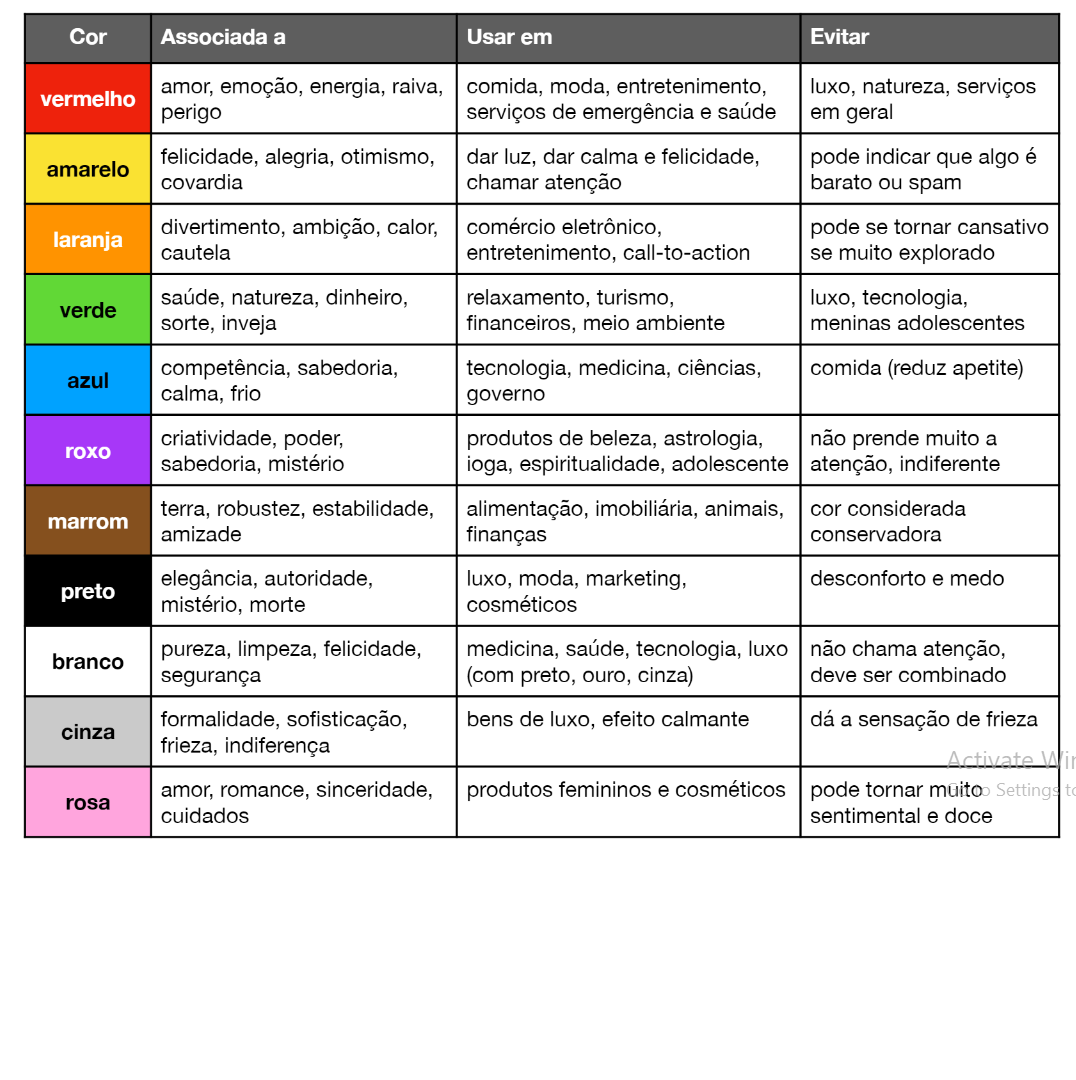 Cor Associada a Usar em Evitar
vermelho amor, emoção, energia, raiva, comida, moda, entretenimento, luxo, natureza, serviços
perigo serviços de emergência e saúde em geral
amarelo felicidade, alegria, otimismo, dar luz, dar calma e felicidade, pode indicar que algo é
covardia chamar atenção barato ou spam
laranja divertimento, ambição, calor, comércio eletrônico, pode se tornar cansativo
cautela entretenimento, call-to-action se muito explorado
verde saúde, natureza, dinheiro, relaxamento, turismo, luxo, tecnologia,
sorte, inveja financeiros, meio ambiente meninas adolescentes
azul competência, sabedoria, tecnologia, medicina, ciências, comida (reduz apetite)
calma, frio governo
roxo criatividade, poder, produtos de beleza, astrologia, não prende muito a
sabedoria, mistério ioga, espiritualidade, adolescente atenção, indiferente
marrom terra, robustez, estabilidade, alimentação, imobiliária, animais, cor considerada
amizade finanças conservadora
preto elegância, autoridade, luxo, moda, marketing, desconforto e medo
mistério, morte cosméticos
branco pureza, limpeza, felicidade, medicina, saúde, tecnologia, luxo não chama atenção,
segurança (com preto, ouro, cinza) deve ser combinado
cinza formalidade, sofisticação, bens de luxo, efeito calmante dá a sensação de frieza
frieza, indiferença
Activate Win
rosa amor, romance, sinceridade, produtos femininos e cosméticos pode tornar muito
Settings to
cuidados sentimental e doce